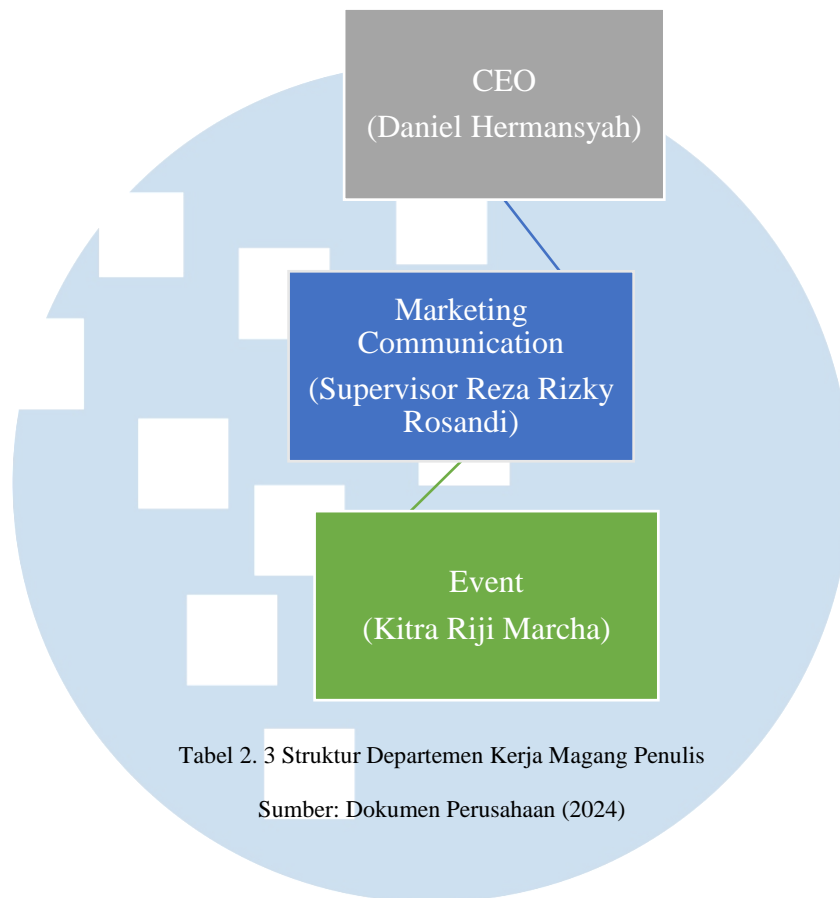 CEO
(Daniel Hermansyah)
Marketing
Communication
(Supervisor Reza Rizky
Rosandi)
Event
(Kitra Riji Marcha)
Tabel 2. 3 Struktur Departemen Kerja Magang Penulis
Sumber: Dokumen Perusahaan (2024)